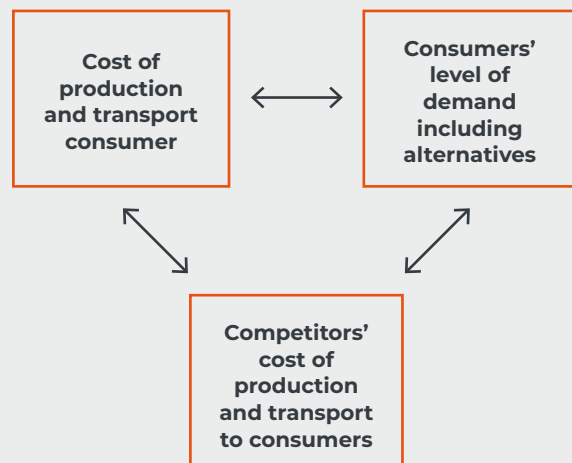 Cost of
production
and transport
consumer
Consumers’
level of
demand
including
alternatives
Competitors’
cost of
production
and transport
to consumers